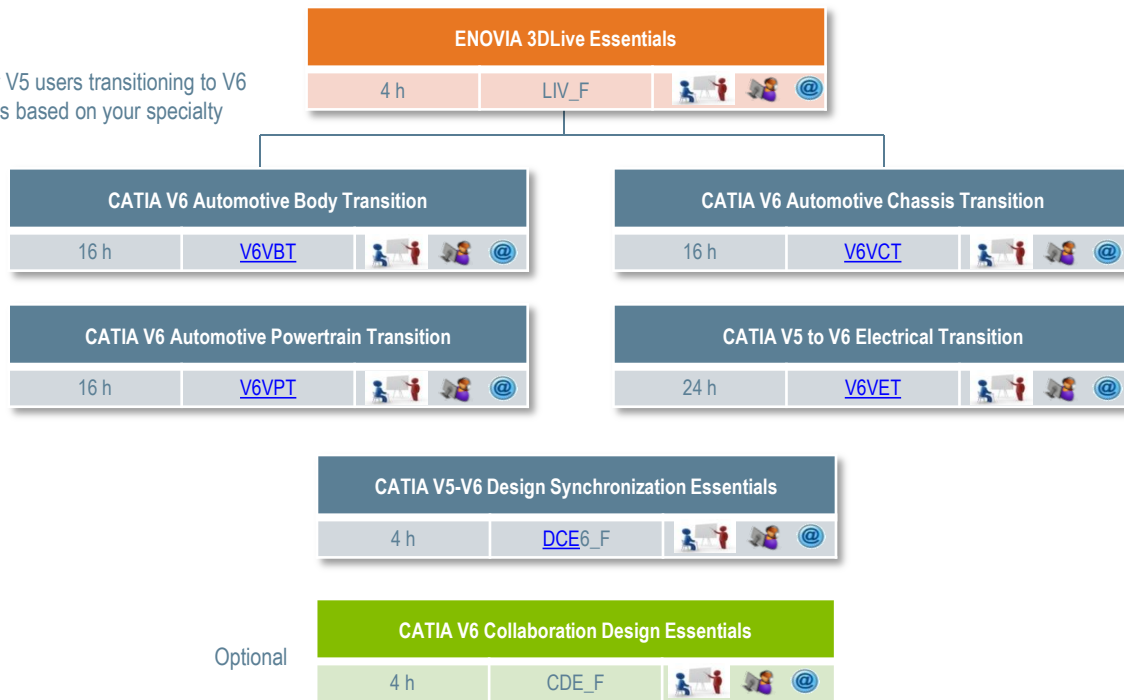 ENOVIA 3DLive Essentials
4 h LIV_F
V5 users transitioning to V6
based on your specialty
CATIA V6 Automotive Body Transition
16 h V6VBT
CATIA V6 Automotive Chassis Transition
16 h V6VCT
CATIA V6 Automotive Powertrain Transition
16 h V6VPT
CATIA V5 to V6 Electrical Transition
24 h V6VET
CATIA V5-V6 Design Synchronization Essentials
4 h DCE6_F
Optional
CATIA V6 Collaboration Design Essentials
4 h CDE_F